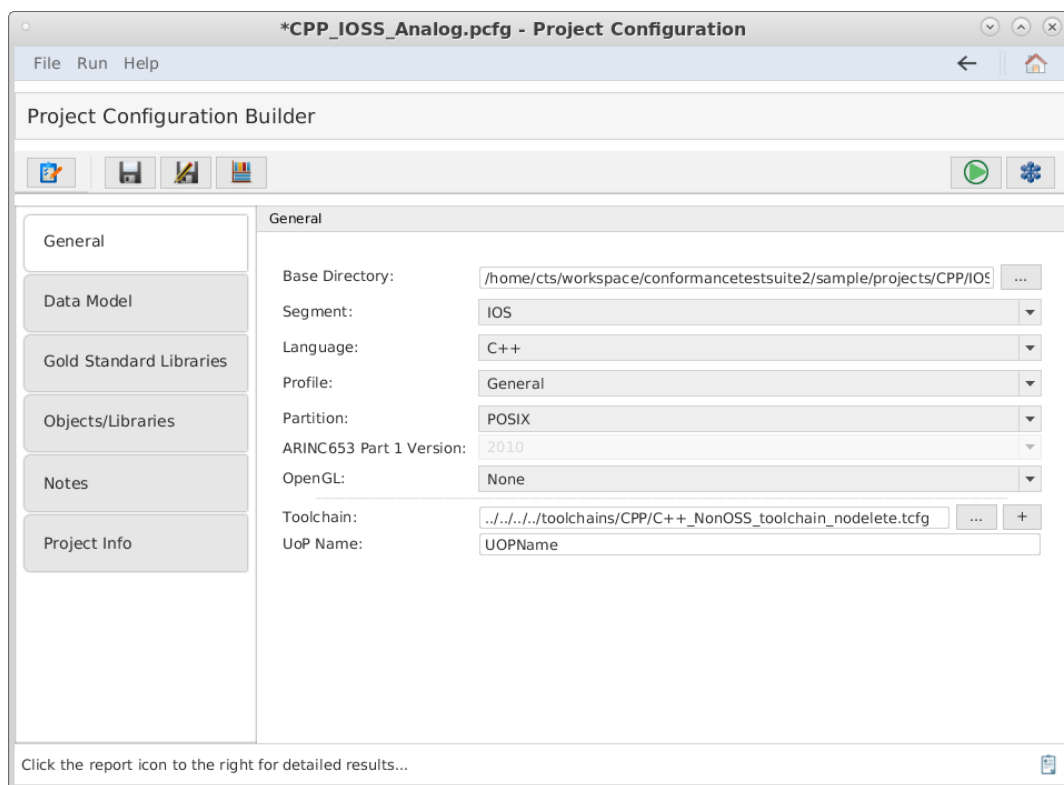 *CPP_IOSS_Analog.pcfg - Project Configuration
File Run Help
Project Configuration Builder
General
General
Data Model
Gold Standard Libraries
Objects/Libraries
Notes
Project Info
Base Directory: /home/cts/workspace/conformancetestsuite2/sample/projects/CPP/IOS ...
Segment: IOS
Language: C++
Profile: General
Partition: POSIX
ARINC653 Part 1 Version: 2010
OpenGL: None
Toolchain: ../../../../toolchains/CPP/C++_NonOSS_toolchain_nodelete.tcfg ... +
UoP Name: UOPName
Click the report icon to the right for detailed results...